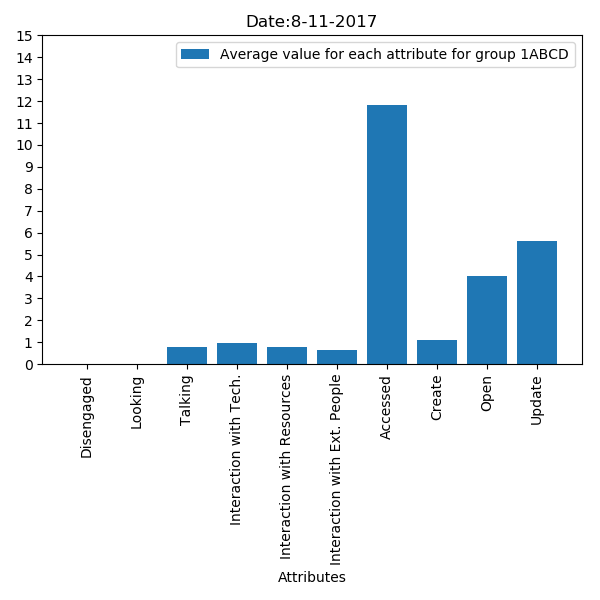 Date:8-11-2017
Average value for each attribute for group 1ABCD
15
14
13
12
11
10
9
8
7
6
5
4
3
2
1
0
Disengaged
Looking
Talking
Interaction with Tech.
Interaction with Resources
Interaction with Ext. People
Accessed
Create
Open
Update
Attributes